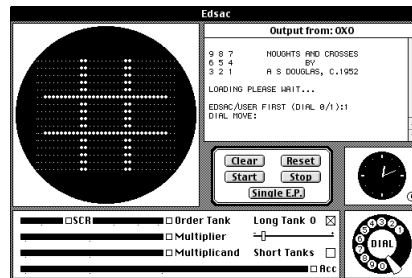 Edsac
Output from: OXO
9 8 7 NOUGHTS AND CROSSES
6 5 4 BY
3 2 1 A S DOUGLAS, C.1952
LOADING PLEASE WAIT...
EDSAC/USER FIRST (DIAL 0/1):1
DIAL MOVE:
Clear Reset
Start Stop
Single E.P.
SCR Order Tank Long Tank 0
Multiplier
Multiplicand Short Tanks
Acc
DIAL